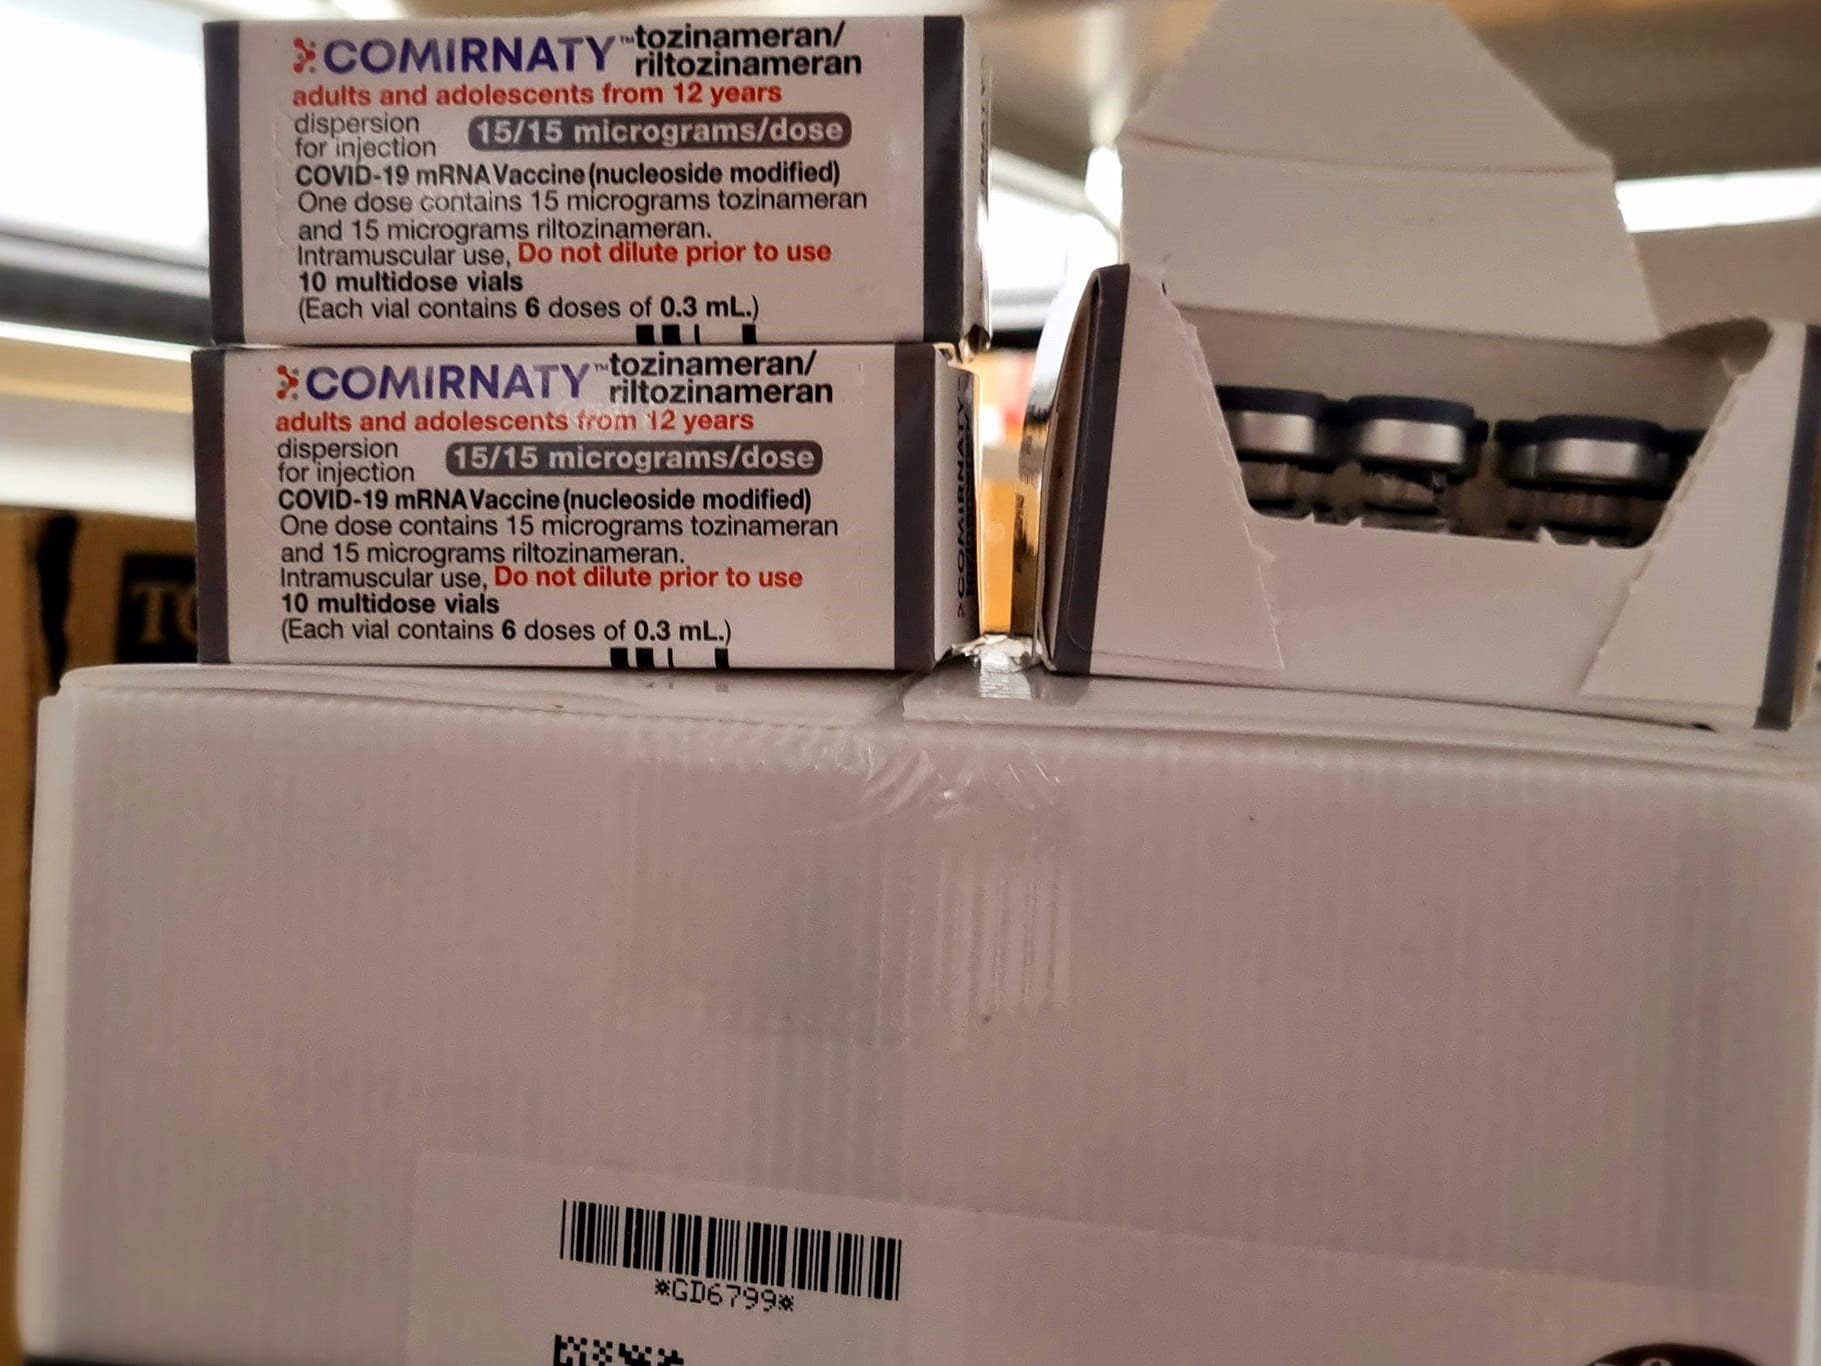 COMIRNATY™ tozinameran/
riltozinameran
adults and adolescents from 12 years
dispersion
for injection
15/15 micrograms/dose
COVID-19 mRNA Vaccine (nucleoside modified)
One dose contains 15 micrograms tozinameran
and 15 micrograms riltozinameran.
Intramuscular use, Do not dilute prior to use
10 multidose vials
(Each vial contains 6 doses of 0.3 mL.)
COMIRNATY™ tozinameran/
riltozinameran
adults and adolescents from 12 years
dispersion
for injection
15/15 micrograms/dose
COVID-19 mRNA Vaccine (nucleoside modified)
One dose contains 15 micrograms tozinameran
and 15 micrograms riltozinameran.
Intramuscular use, Do not dilute prior to use
10 multidose vials
(Each vial contains 6 doses of 0.3 mL.)
COMIRNATY
*GD6799*